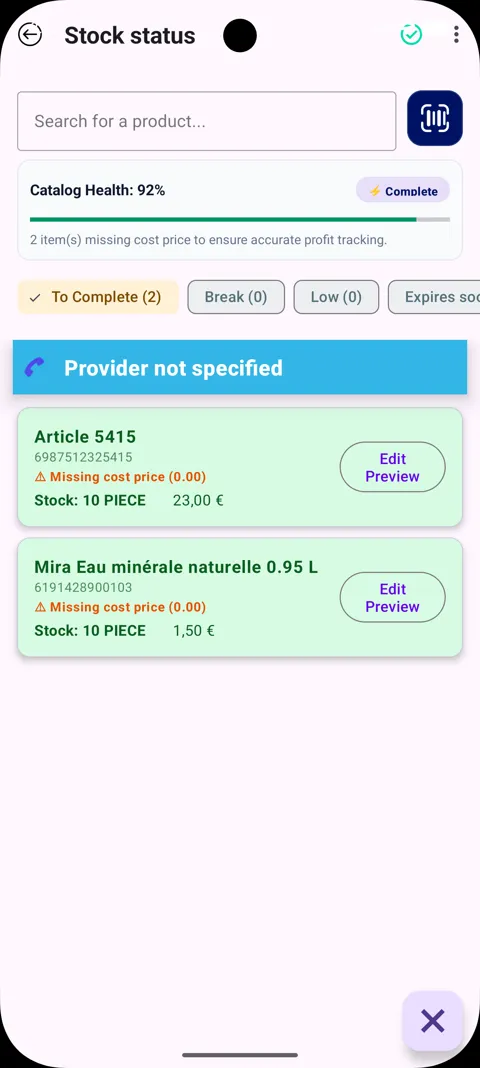 Stock status
Search for a product...
Catalog Health: 92%
⚡ Complete
2 item(s) missing cost price to ensure accurate profit tracking.
✓ To Complete (2)
Break (0)
Low (0)
Expires soo
Provider not specified
Article 5415
6987512325415
⚠ Missing cost price (0.00)
Stock: 10 PIECE 23,00 €
Edit
Preview
Mira Eau minérale naturelle 0.95 L
6191428900103
⚠ Missing cost price (0.00)
Stock: 10 PIECE 1,50 €
Edit
Preview